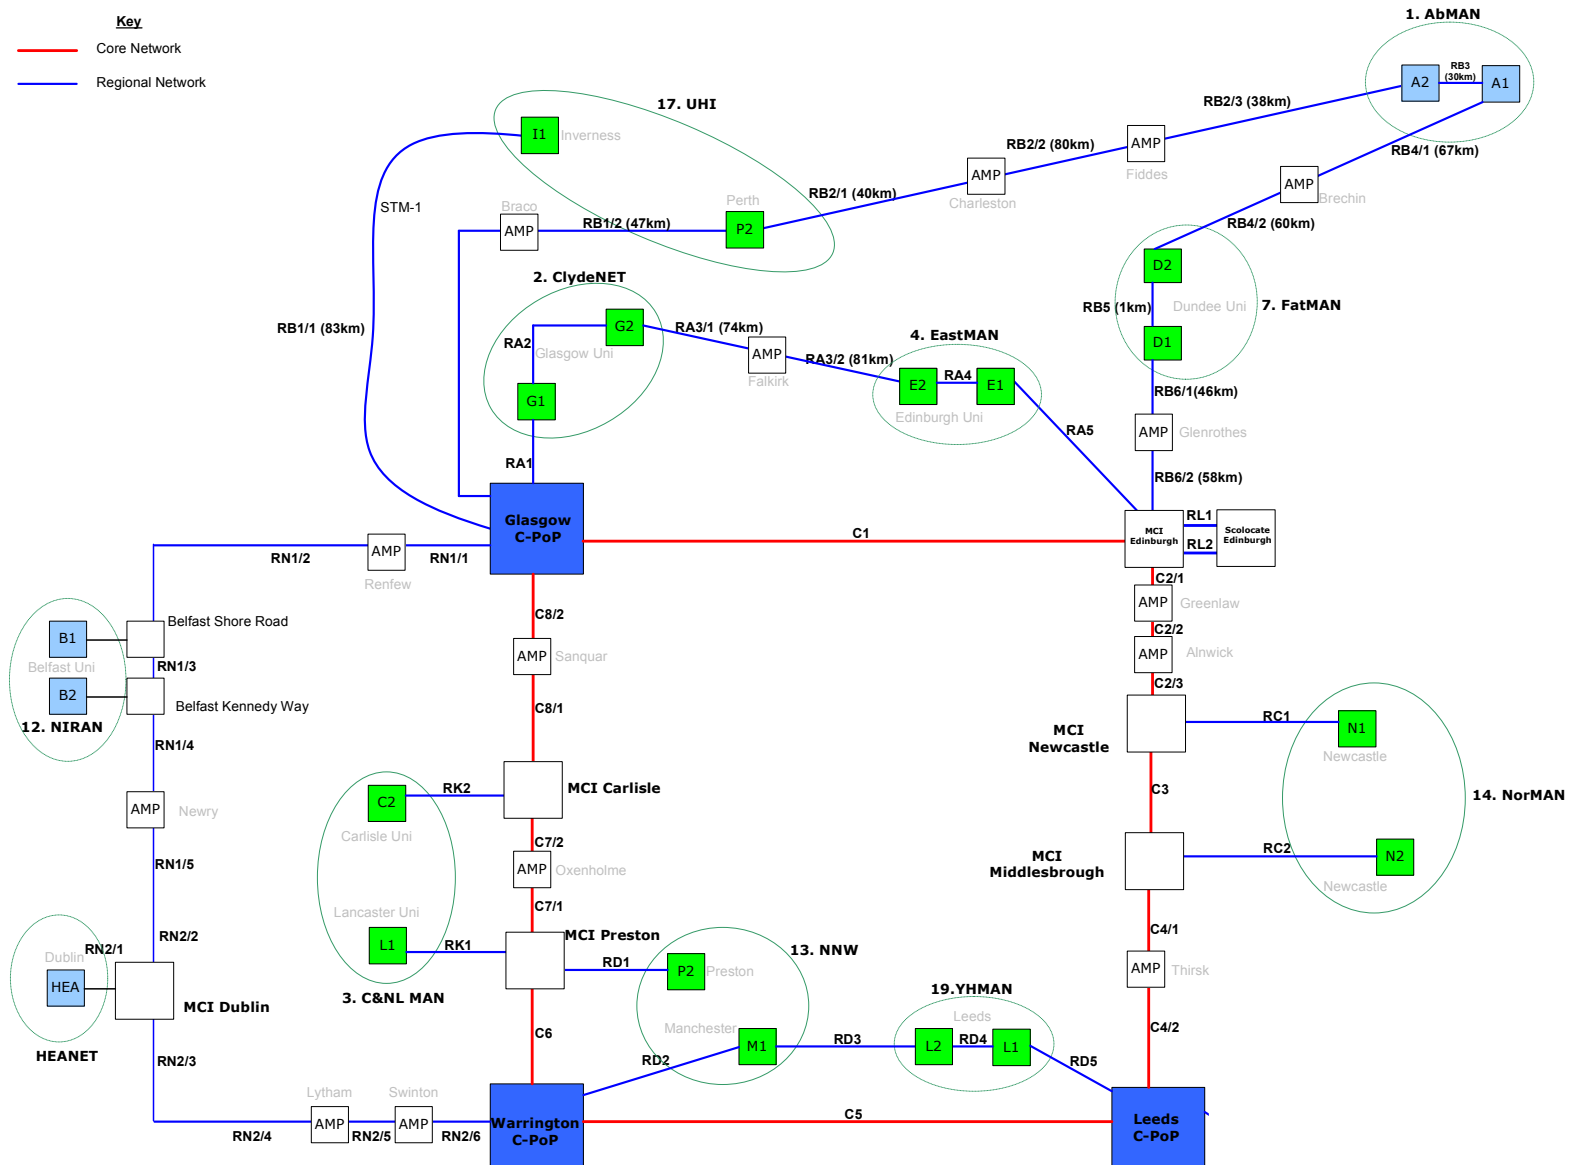 Key
Core Network
Regional Network
1. AbMAN
A2
RB3
(30km)
A1
RB2/3 (38km)
17. UHI
I1
Inverness
RB2/2 (80km)
AMP
Fiddes
RB4/1 (67km)
AMP
Charleston
AMP
Brechin
STM-1
Braco
AMP
RB1/2 (47km)
Perth
P2
RB2/1 (40km)
RB4/2 (60km)
D2
Dundee Uni
RB5 (1km)
7. FatMAN
D1
2. ClydeNET
RB1/1 (83km)
RA2
G2
Glasgow Uni
RA3/1 (74km)
AMP
Falkirk
RA3/2 (81km)
4. EastMAN
E2
RA4
E1
Edinburgh Uni
G1
RB6/1(46km)
AMP
Glenrothes
RA5
RA1
RB6/2 (58km)
Glasgow
C-PoP
C1
MCI
Edinburgh
RL1
RL2
Scolocate
Edinburgh
RN1/2
AMP
Renfew
RN1/1
C2/1
AMP
Greenlaw
C2/2
AMP
Alnwick
C2/3
C8/2
AMP
Sanquar
C8/1
B1
Belfast Uni
Belfast Shore Road
RN1/3
B2
12. NIRAN
Belfast Kennedy Way
RN1/4
MCI
Newcastle
RC1
N1
Newcastle
C3
14. NorMAN
MCI Carlisle
RK2
C2
Carlisle Uni
AMP
Newry
C7/2
AMP
Oxenholme
C7/1
MCI
Middlesbrough
RC2
N2
Newcastle
RN1/5
Lancaster Uni
L1
RK1
MCI Preston
RD1
13. NNW
P2
Preston
3. C&NL MAN
C4/1
AMP
Thirsk
C4/2
RN2/2
RN2/1
Dublin
HEA
MCI Dublin
HEANET
RN2/3
C6
Manchester
M1
RD2
RD3
19.YHMAN
Leeds
L2
RD4
L1
RD5
Lytham
AMP
Swinton
AMP
RN2/4
RN2/5
RN2/6
Warrington
C-PoP
C5
Leeds
C-PoP